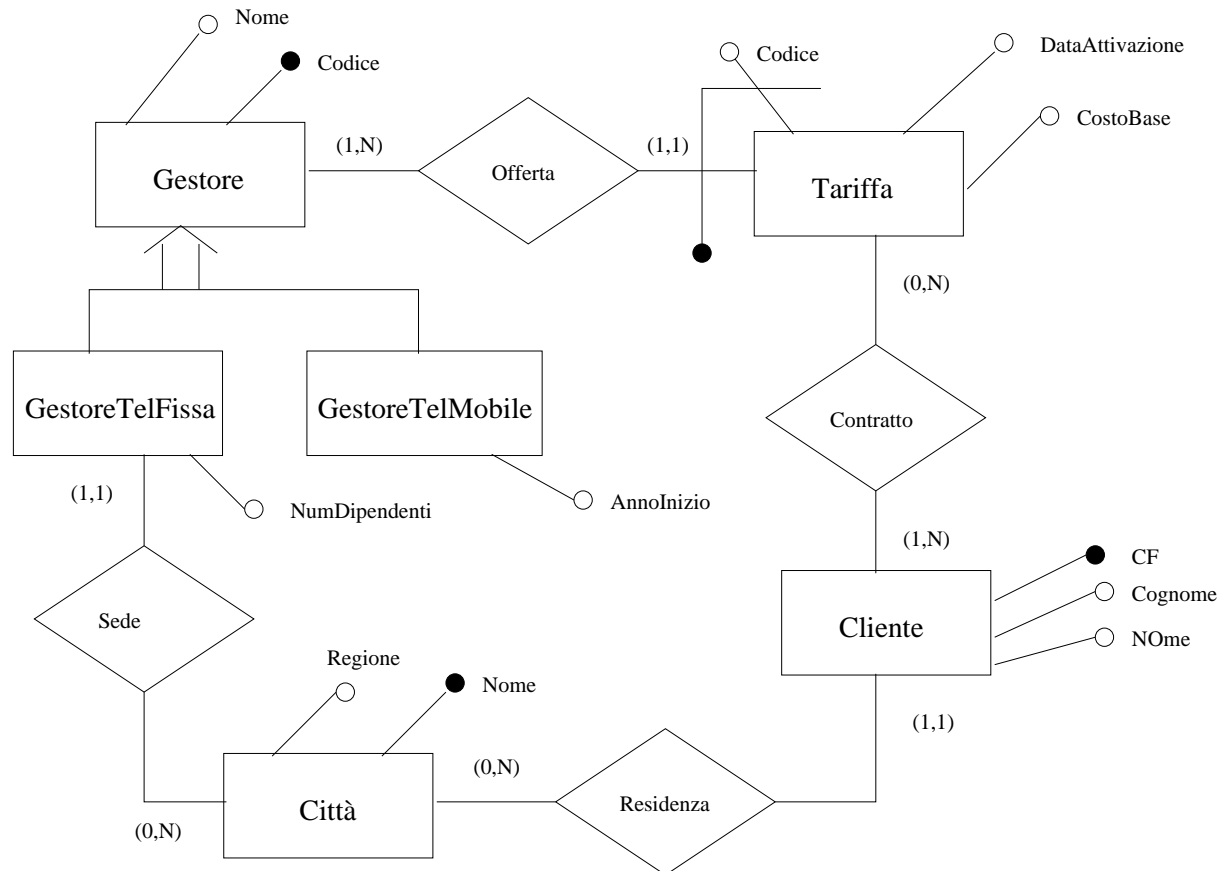 Nome
Codice
Codice
DataAttivazione
CostoBase
(1,N)
(1,1)
Gestore
Offerta
Tariffa
(0,N)
GestoreTelFissa
GestoreTelMobile
Contratto
(1,1)
NumDipendenti
AnnoInizio
(1,N)
CF
Cognome
NOme
Sede
Cliente
Regione
Nome
(1,1)
(0,N)
Città
Residenza
(0,N)